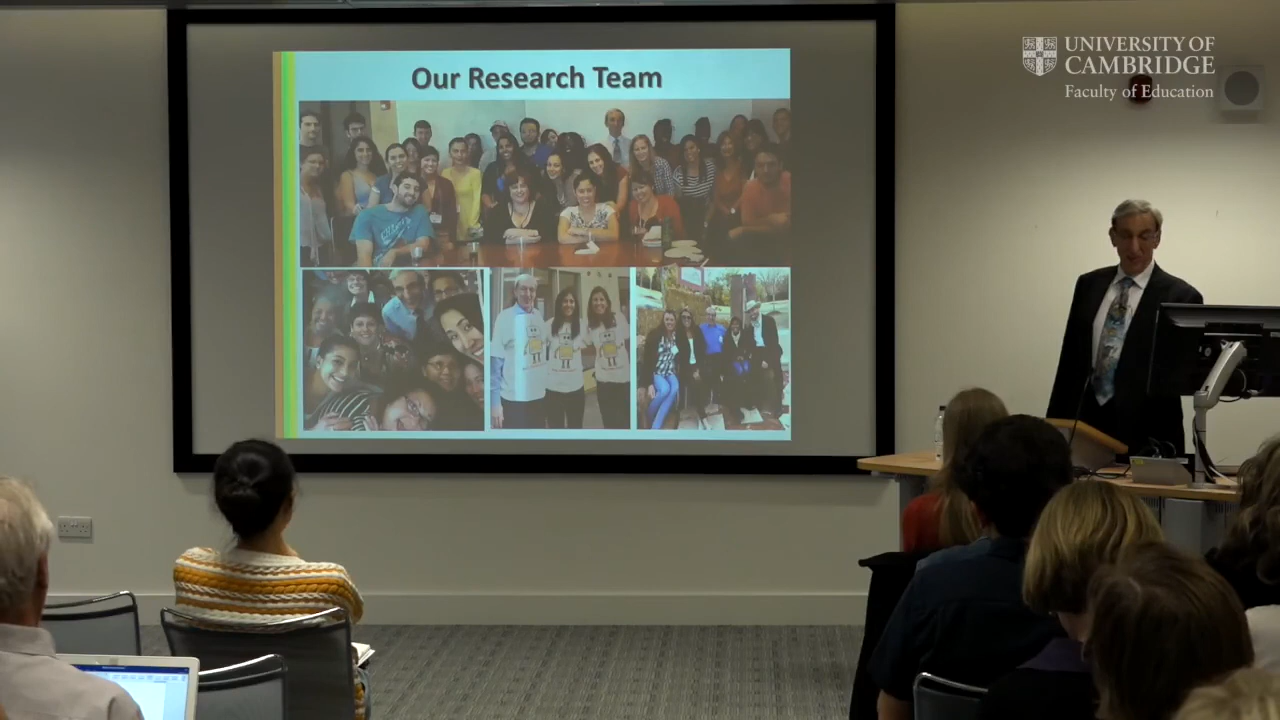 Our Research Team
UNIVERSITY OF
CAMBRIDGE
Faculty of Education